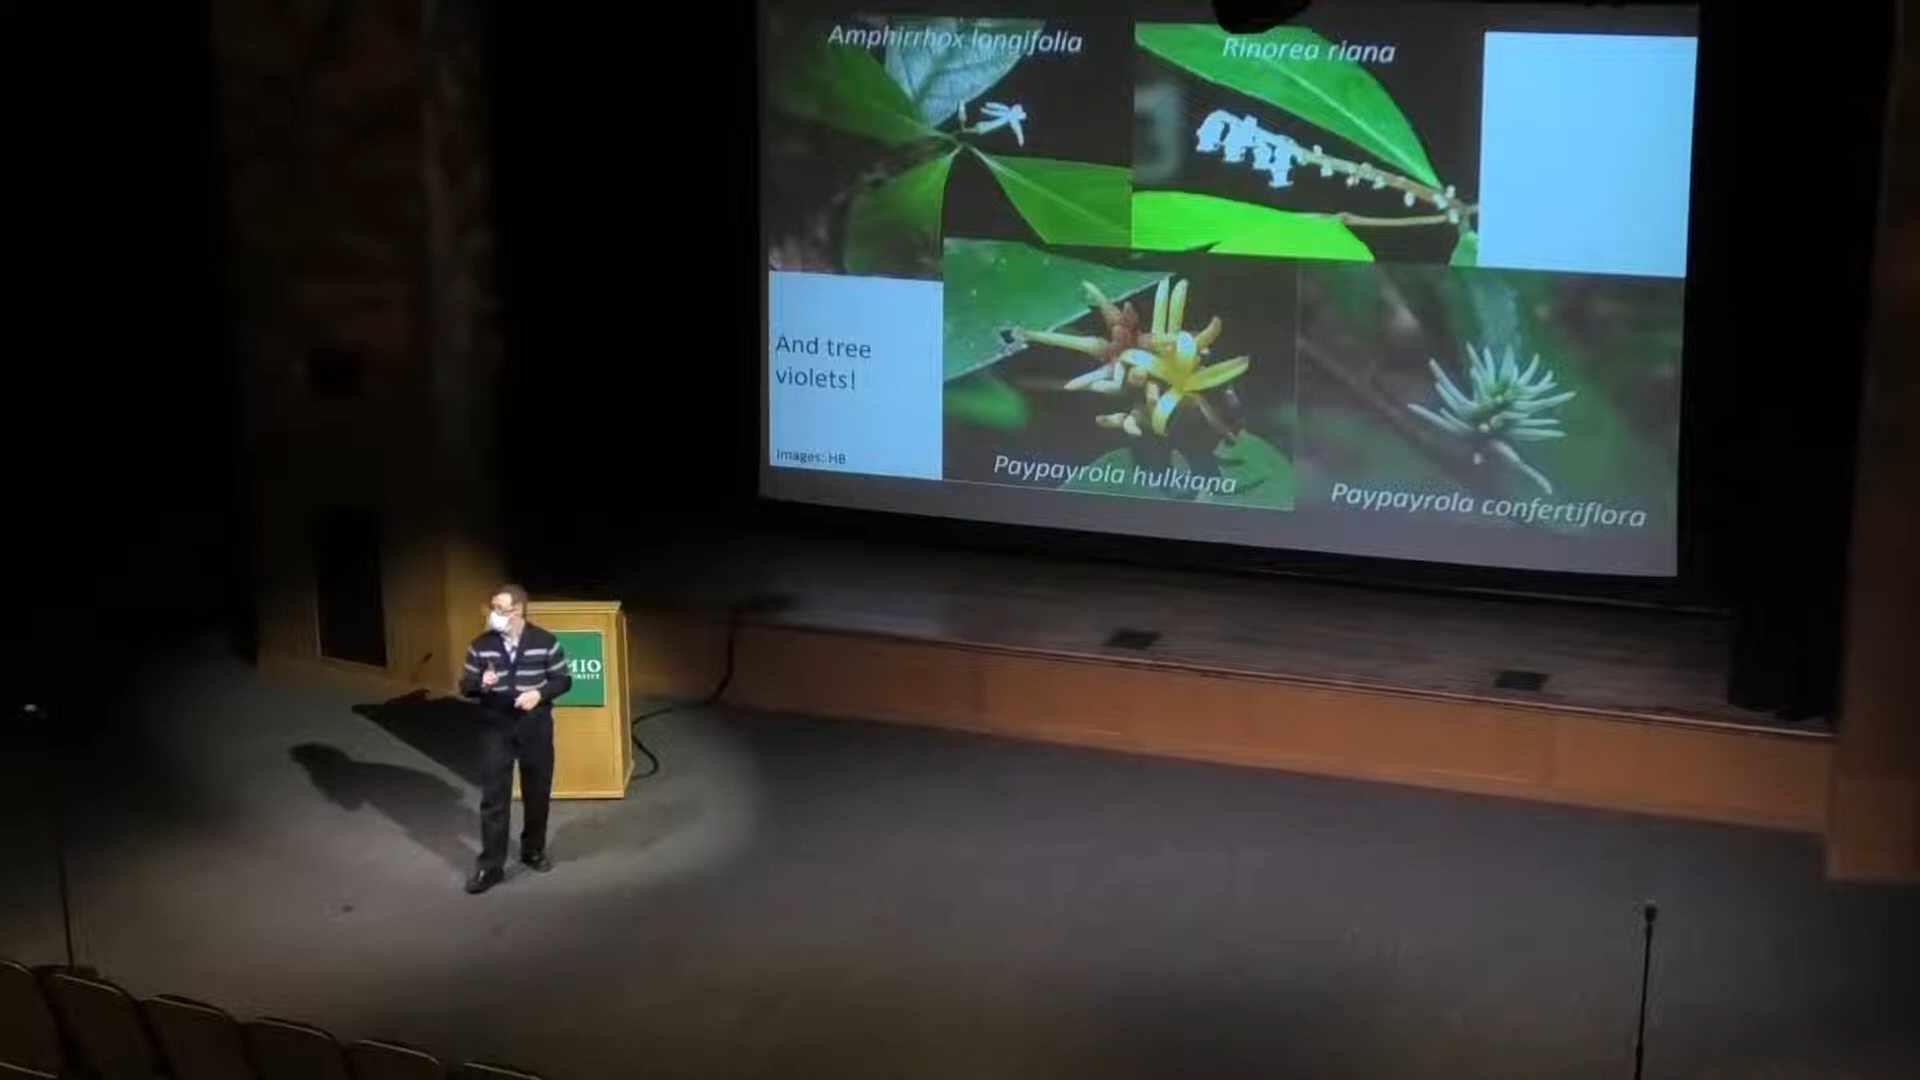 Amphirrhox longifolia
Rinorea riana
And tree
violets!
Images: HB
Paypayrola hulkiana
Paypayrola confertiflora